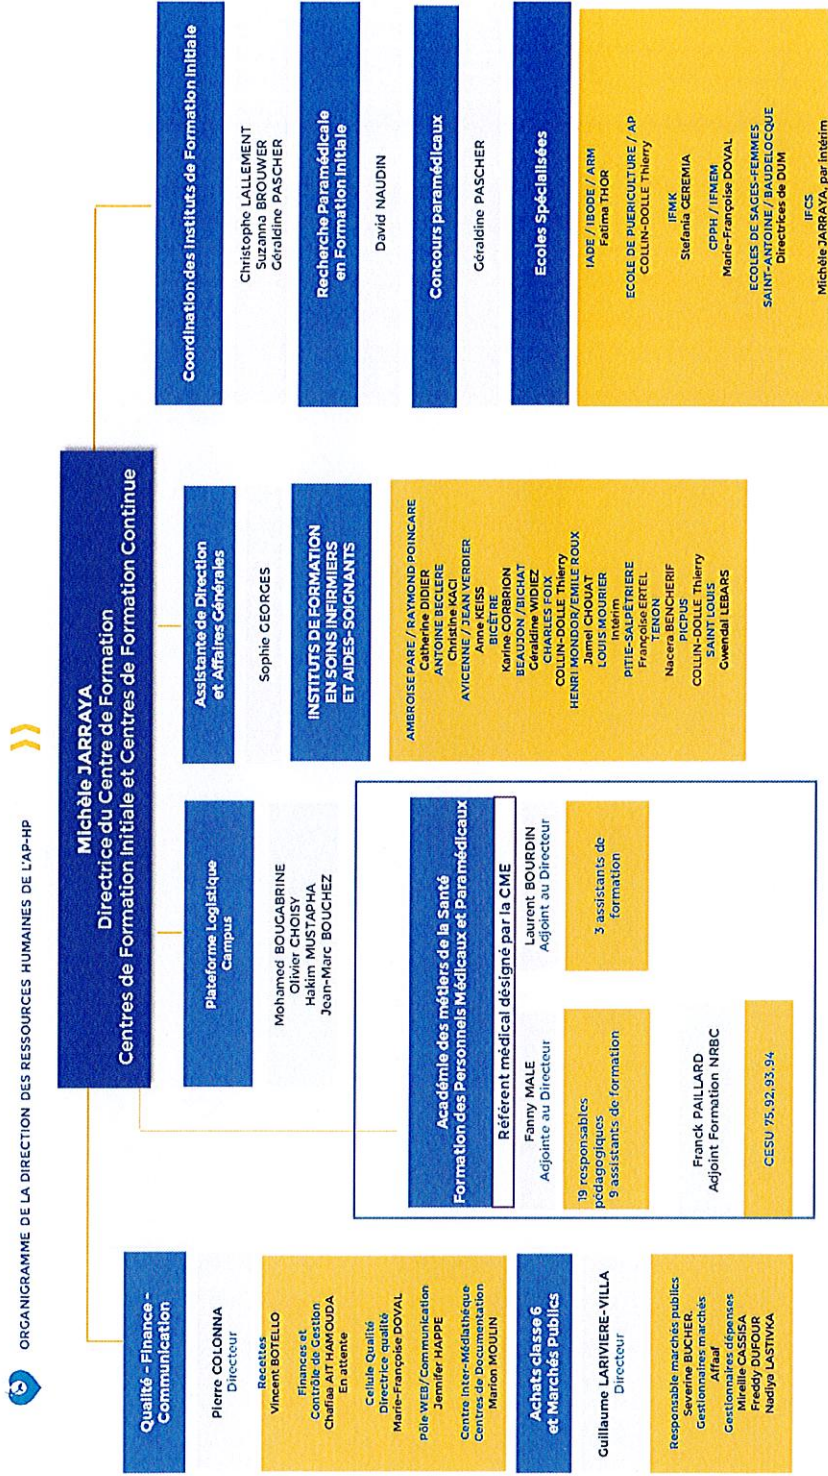 ORGANIGRAMME DE LA DIRECTION DES RESSOURCES HUMAINES DE L'AP-HP
Michèle JARRAYA
Directrice du Centre de Formation
Centres de Formation Initiale et Centres de Formation Continue
Qualité - Finance -
Communication
Pierre COLONNA
Directeur
Recettes
Vincent BOTELLO
Finances et
Contrôle de Gestion
Chafiaa AIT HAMOUDA
En attente
Cellule Qualité
Directrice qualité
Marie-Françoise DOVAL
Pôle WEB/Communication
Jennifer HAPPE
Centre Inter-Médiathèque
Centres de Documentation
Marion MOULIN
Achats classe 6
et Marchés Publics
Guillaume LARIVIERE-VILLA
Directeur
Responsable marchés publics
Severine BUCHER.
Gestionnaires marchés
Affaaf
Gestionnaires dépenses
Mireille CASSISA
Freddy DUFOUR
Nadiya LASTIVKA
Plateforme Logistique
Campus
Mohamed BOUGABRINE
Olivier CHOISY
Hakim MUSTAPHA
Jean-Marc BOUCHEZ
Académie des métiers de la Santé
Formation des Personnels Médicaux et Paramédicaux
Référent médical désigné par la CME
Fanny MALE
Adjointe au Directeur
19 responsables
pédagogiques
9 assistants de formation
Laurent BOURDIN
Adjoint au Directeur
3 assistants de
formation
Franck PAILLARD
Adjoint Formation NRBC
CESU 75.92.93.94
Assistante de Direction
et Affaires Générales
Sophie GEORGES
INSTITUTS DE FORMATION
EN SOINS INFIRMIERS
ET AIDES-SOIGNANTS
AMBROISE PARE / RAYMOND POINCARE
Catherine DIDIER
ANTOINE BECLERE
Christine KACI
AVICENNE / JEAN VERDIER
Anne KEISS
BICÊTRE
Karine CORBRION
BEAUJON /BICHAT
Géraldine WIDIEZ
CHARLES FOIX
COLLIN-DOLLE Thierry
HENRI MONDOR/EMILE ROUX
Jamel CHOUAT
LOUIS MOURIER
Intérim
PITIE-SALPÊTRIERE
Françoise ERTEL
TENON
Nacera BENCHERIF
PICPUS
COLLIN-DOLLE Thierry
SAINT LOUIS
Gwendal LEBARS
Coordination des Instituts de Formation Initiale
Christophe LALLEMENT
Suzanna BROUWER
Géraldine PASCHER
Recherche Paramédicale
en Formation Initiale
David NAUDIN
Concours paramédicaux
Géraldine PASCHER
Ecoles Spécialisées
IADE / IBODE / ARM
Fatima THOR
ECOLE DE PUERICULTURE / AP
COLLIN-DOLLE Thierry
IFMK
Stefania GEREMIA
CPPH / IFMEM
Marie-Françoise DOVAL
ECOLES DE SAGES-FEMMES
SAINT-ANTOINE / BAUDELOCQUE
Directrices de DUM
IFCS
Michèle JARRAYA, par intérim